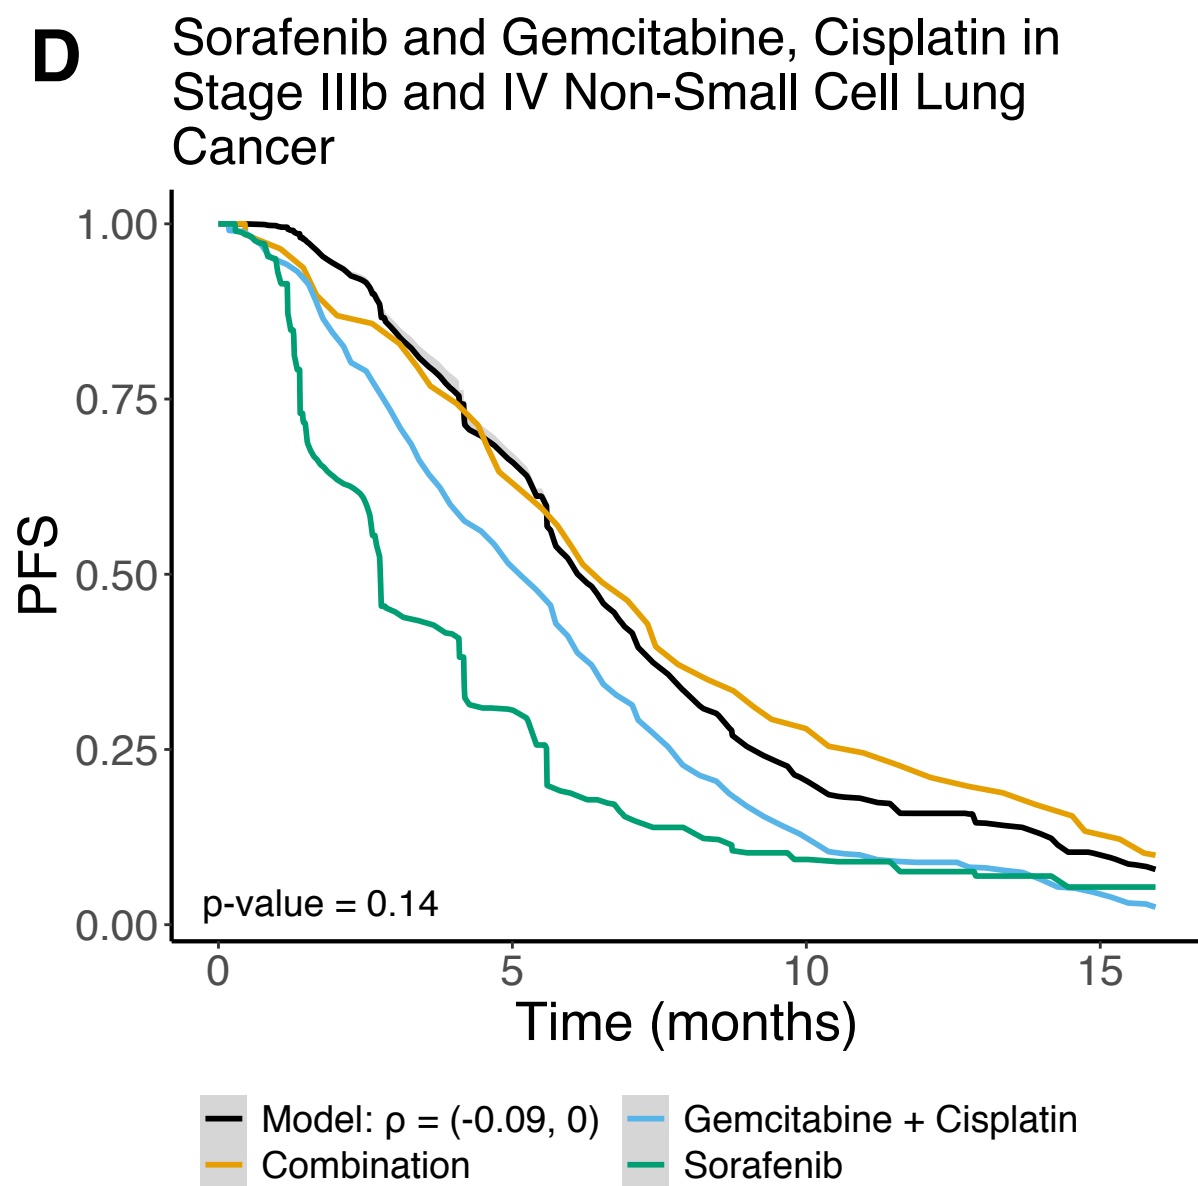 D
Sorafenib and Gemcitabine, Cisplatin in
Stage IIIb and IV Non-Small Cell Lung
Cancer
1.00
0.75
0.50
0.25
0.00
PFS
p-value = 0.14
0 5 10 15
Time (months)
Model: ρ = (-0.09, 0)
Gemcitabine + Cisplatin
Combination
Sorafenib